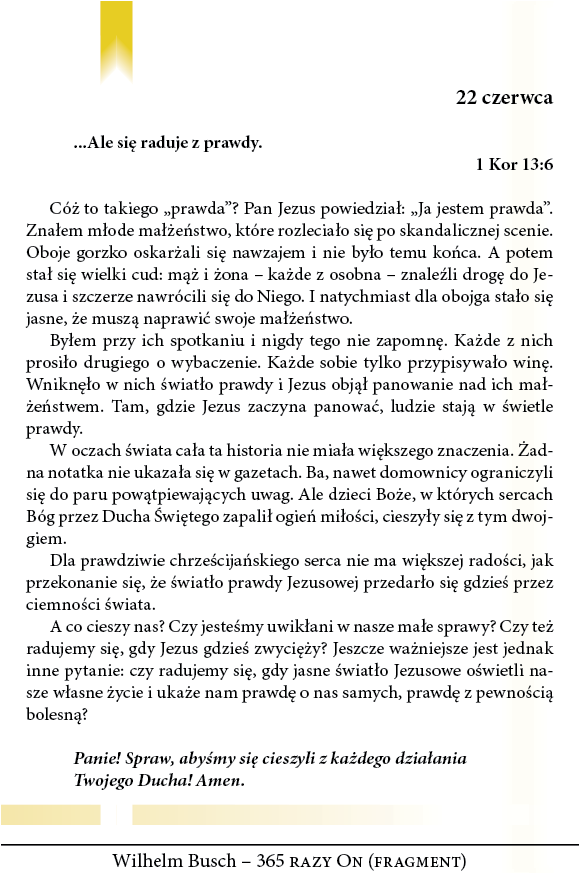 22 czerwca
...Ale się raduje z prawdy.
1 Kor 13:6
Cóż to takiego „prawda”? Pan Jezus powiedział: „Ja jestem prawda”.
Znałem młode małżeństwo, które rozleciało się po skandalicznej scenie.
Oboje gorzko oskarżali się nawzajem i nie było temu końca. A potem
stał się wielki cud: mąż i żona – każde z osobna – znaleźli drogę do Je-
zusa i szczerze nawrócili się do Niego. I natychmiast dla obojga stało się
jasne, że muszą naprawić swoje małżeństwo.
Byłem przy ich spotkaniu i nigdy tego nie zapomnę. Każde z nich
prosiło drugiego o wybaczenie. Każde sobie tylko przypisywało winę.
Wniknęło w nich światło prawdy i Jezus objął panowanie nad ich mał-
żeństwem. Tam, gdzie Jezus zaczyna panować, ludzie stają w świetle
prawdy.
W oczach świata cała ta historia nie miała większego znaczenia. Żad-
na notatka nie ukazała się w gazetach. Ba, nawet domownicy ograniczyli
się do paru powątpiewających uwag. Ale dzieci Boże, w których sercach
Bóg przez Ducha Świętego zapalił ogień miłości, cieszyły się z tym dwoj-
giem.
Dla prawdziwie chrześcijańskiego serca nie ma większej radości, jak
przekonanie się, że światło prawdy Jezusowej przedarło się gdzieś przez
ciemności świata.
A co cieszy nas? Czy jesteśmy uwikłani w nasze małe sprawy? Czy też
radujemy się, gdy Jezus gdzieś zwycięży? Jeszcze ważniejsze jest jednak
inne pytanie: czy radujemy się, gdy jasne światło Jezusowe oświetli na-
sze własne życie i ukaże nam prawdę o nas samych, prawdę z pewnością
bolesną?
Panie! Spraw, abyśmy się cieszyli z każdego działania
Twojego Ducha! Amen.
Wilhelm Busch – 365 RAZY ON (FRAGMENT)